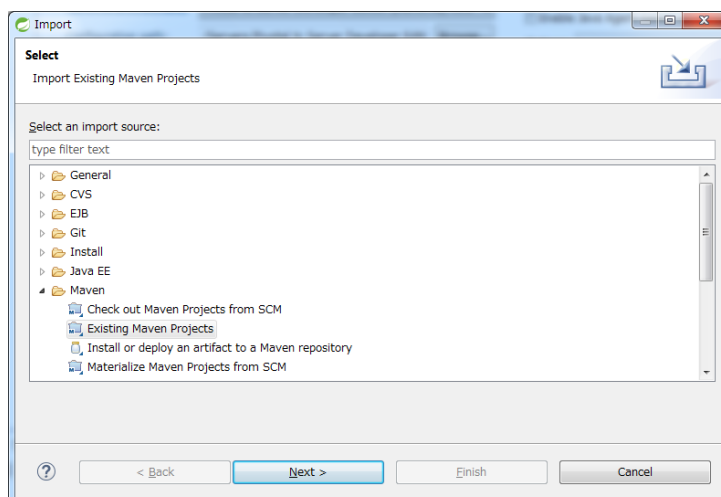 Import
Select
Import Existing Maven Projects
Select an import source:
type filter text
General
CVS
EJB
Git
Install
Java EE
Maven
Check out Maven Projects from SCM
Existing Maven Projects
Install or deploy an artifact to a Maven repository
Materialize Maven Projects from SCM
?
< Back
Next >
Finish
Cancel